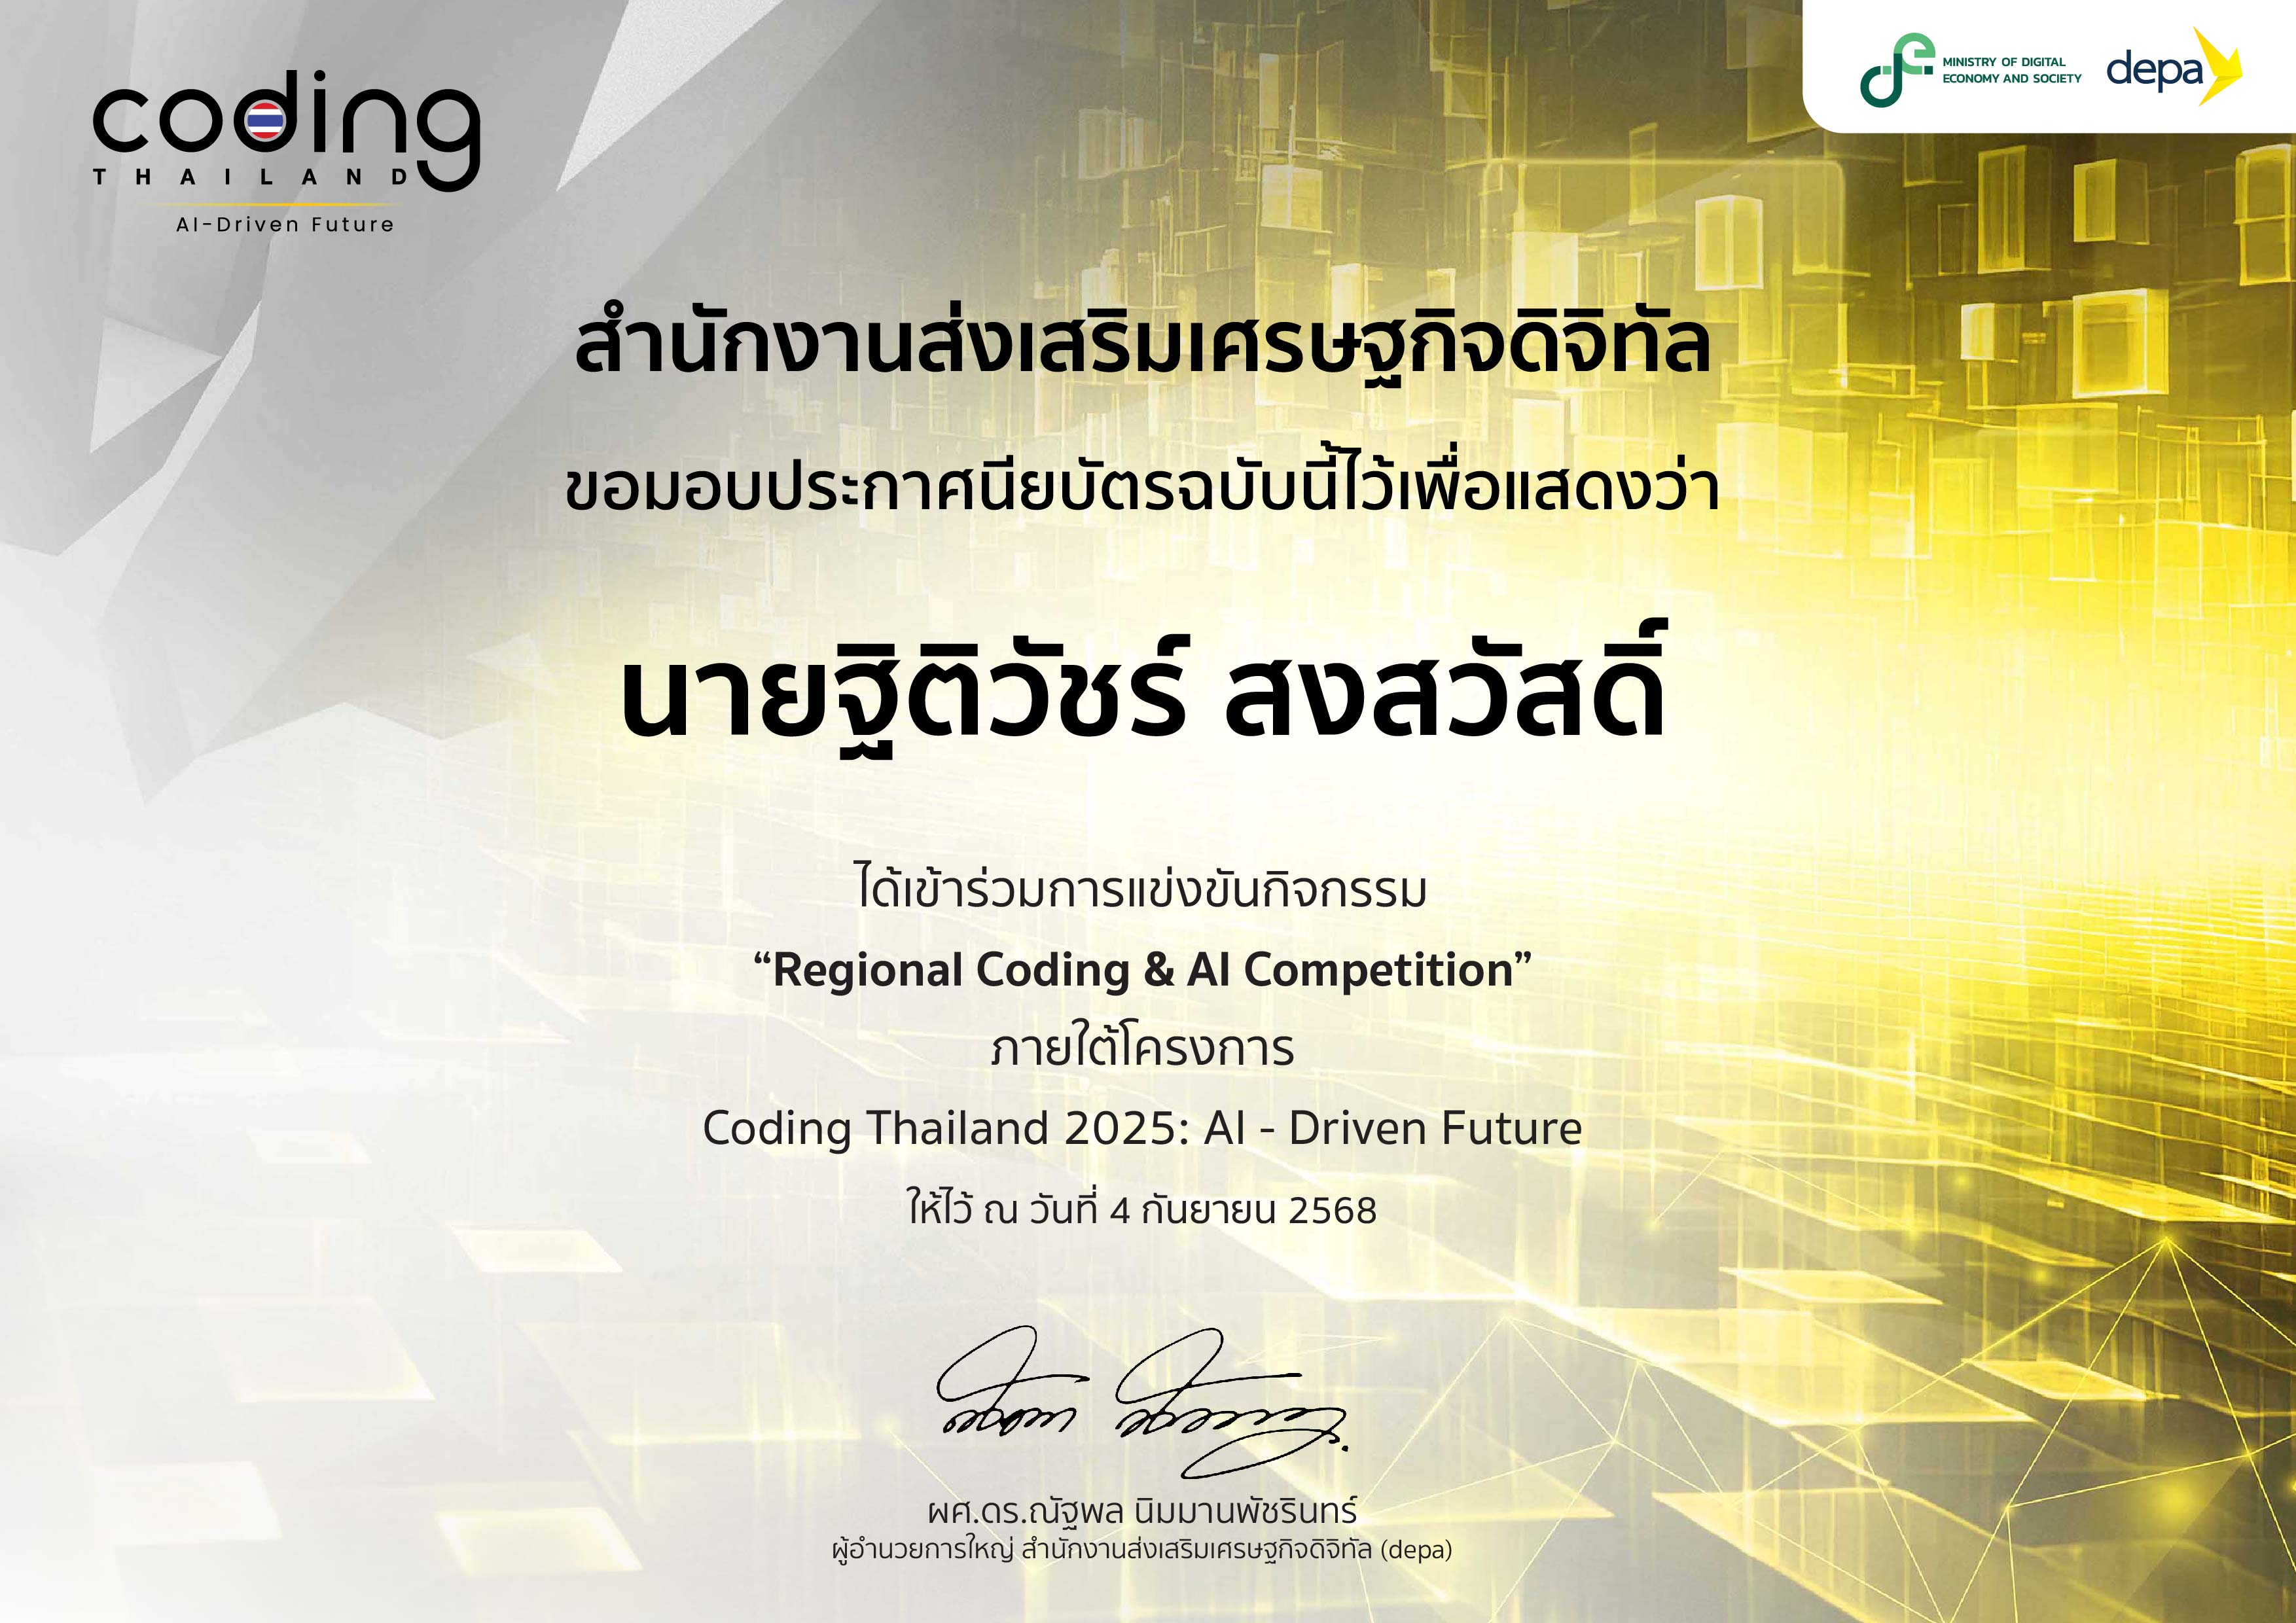 coding
THAILAND
AI-Driven Future
MINISTRY OF DIGITAL
ECONOMY AND SOCIETY
depa
สำนักงานส่งเสริมเศรษฐกิจดิจิทัล
ขอมอบประกาศนียบัตรฉบับนี้ไว้เพื่อแสดงว่า
นายฐิติวัชร์ สงสวัสดิ์
ได้เข้าร่วมการแข่งขันกิจกรรม
“Regional Coding & AI Competition”
ภายใต้โครงการ
Coding Thailand 2025: AI - Driven Future
ให้ไว้ ณ วันที่ 4 กันยายน 2568
ผศ.ดร.ณัฐพล นิมมานพัชรินทร์
ผู้อำนวยการใหญ่ สำนักงานส่งเสริมเศรษฐกิจดิจิทัล (depa)